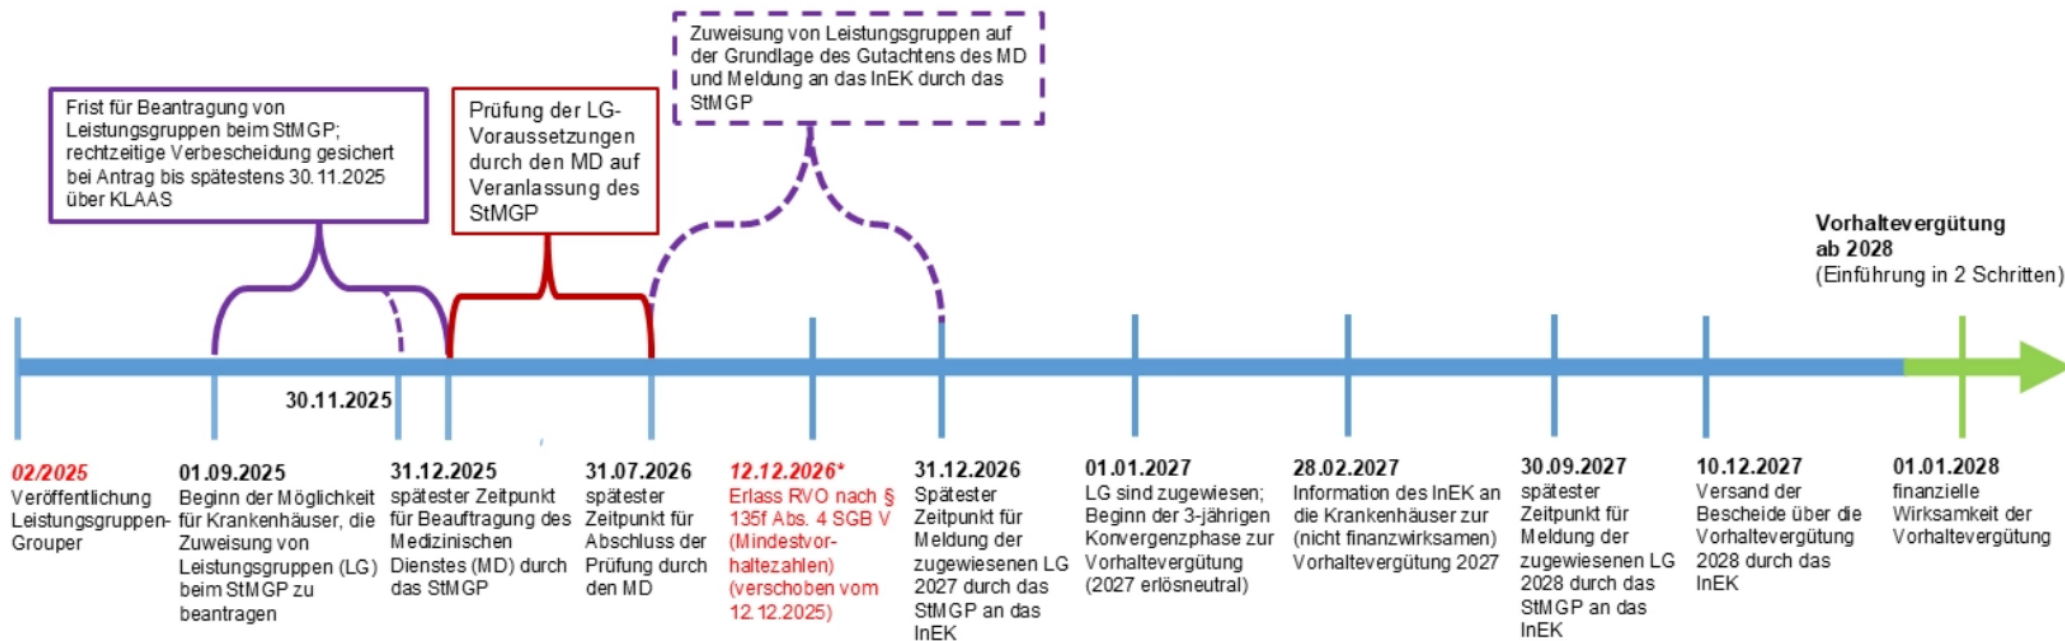 Zuweisung von Leistungsgruppen auf
der Grundlage des Gutachtens des MD
und Meldung an das InEK durch das
StMGP
Frist für Beantragung von
Leistungsgruppen beim StMGP;
rechtzeitige Verbescheidung gesichert
bei Antrag bis spätestens 30.11.2025
über KLAAS
Prüfung der LG-
Voraussetzungen
durch den MD auf
Veranlassung des
StMGP
Vorhaltevergütung
ab 2028
(Einführung in 2 Schritten)
30.11.2025
02/2025
Veröffentlichung
Leistungsgruppen-
Grouper
01.09.2025
Beginn der Möglichkeit
für Krankenhäuser, die
Zuweisung von
Leistungsgruppen (LG)
beim StMGP zu
beantragen
31.12.2025
spätester Zeitpunkt
für Beauftragung des
Medizinischen
Dienstes (MD) durch
das StMGP
31.07.2026
spätester
Zeitpunkt für
Abschluss der
Prüfung durch
den MD
12.12.2026*
Erlass RVO nach §
135f Abs. 4 SGB V
(Mindestvor-
haltezahlen)
(verschoben vom
12.12.2025)
31.12.2026
Spätester
Zeitpunkt für
Meldung der
zugewiesenen LG
2027 durch das
StMGP an das
InEK
01.01.2027
LG sind zugewiesen;
Beginn der 3-jährigen
Konvergenzphase zur
Vorhaltevergütung
(2027 erlösneutral)
28.02.2027
Information des InEK an
die Krankenhäuser zur
(nicht finanzwirksamen)
Vorhaltevergütung 2027
30.09.2027
spätester
Zeitpunkt für
Meldung der
zugewiesenen LG
2028 durch das
StMGP an das
InEK
10.12.2027
Versand der
Bescheide über die
Vorhaltevergütung
2028 durch das
InEK
01.01.2028
finanzielle
Wirksamkeit der
Vorhaltevergütung